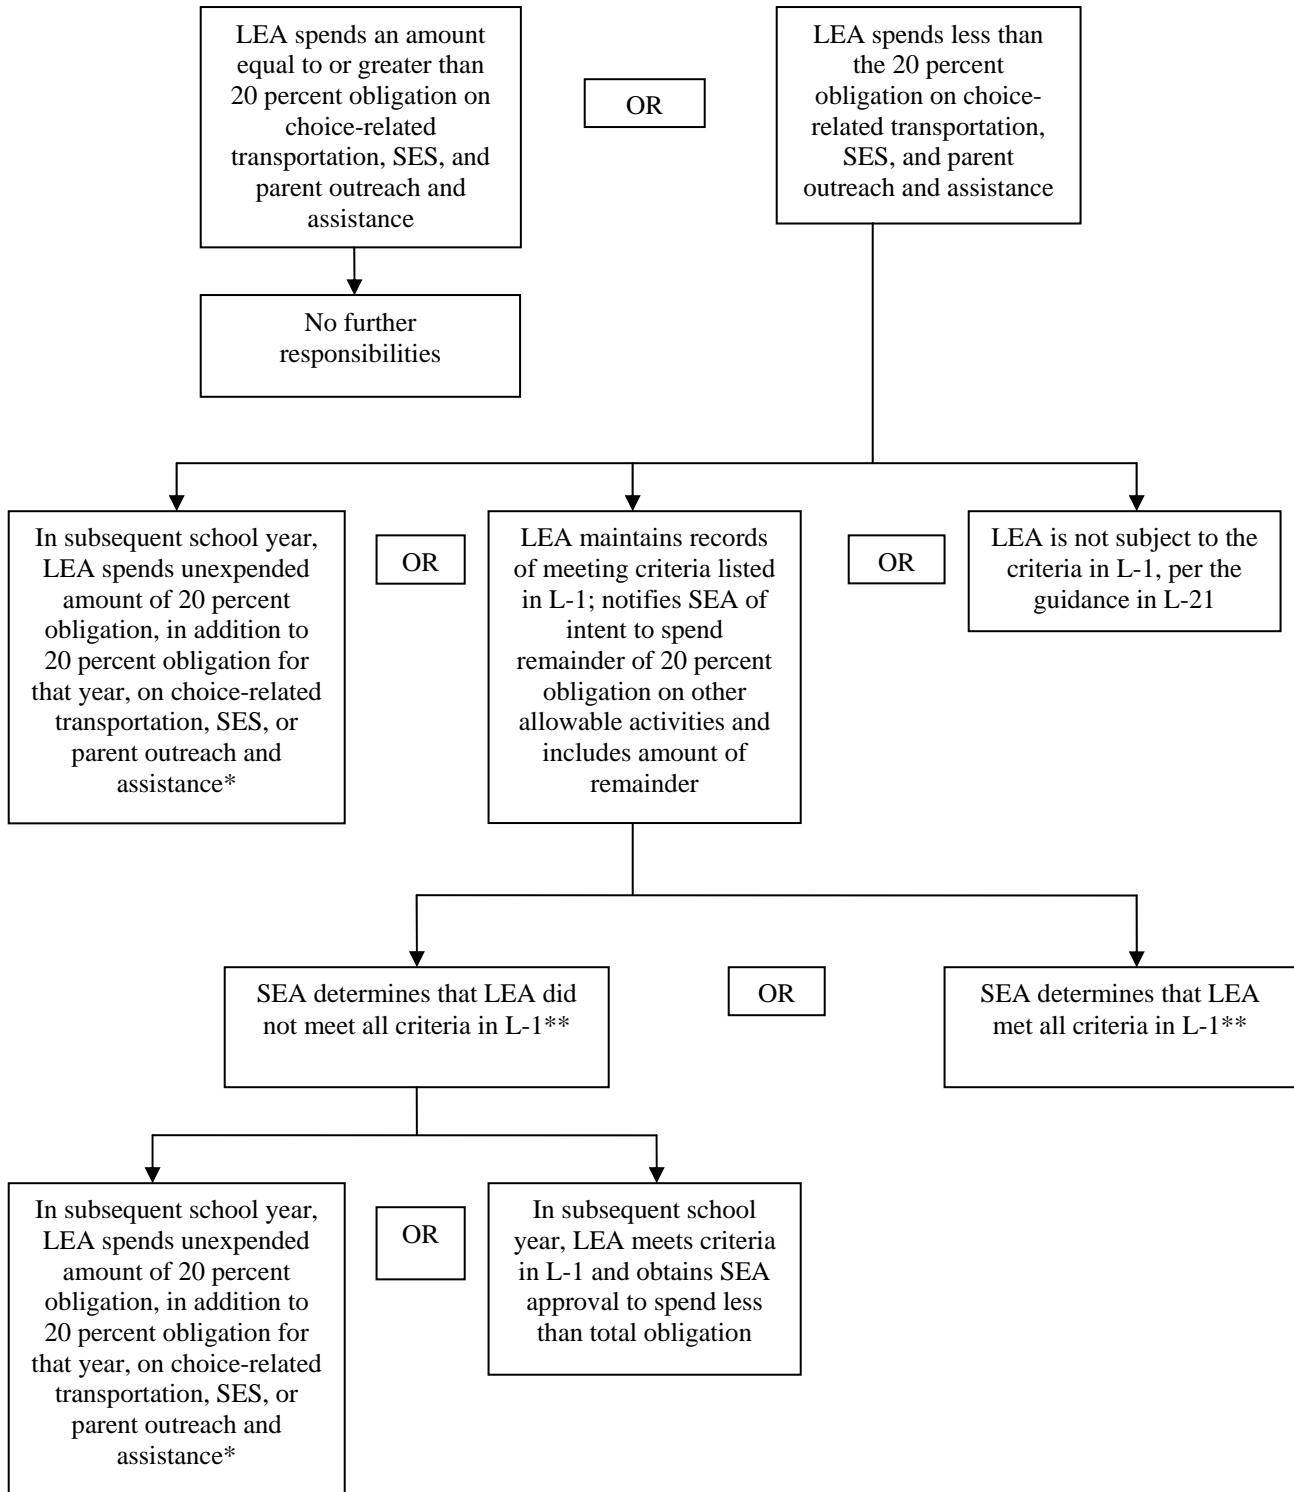 LEA spends an amount
equal to or greater than
20 percent obligation on
choice-related
transportation, SES, and
parent outreach and
assistance
OR
LEA spends less than
the 20 percent
obligation on choice-
related transportation,
SES, and parent
outreach and assistance
No further
responsibilities
In subsequent school year,
LEA spends unexpended
amount of 20 percent
obligation, in addition to
20 percent obligation for
that year, on choice-related
transportation, SES, or
parent outreach and
assistance*
OR
LEA maintains records
of meeting criteria listed
in L-1; notifies SEA of
intent to spend
remainder of 20 percent
obligation on other
allowable activities and
includes amount of
remainder
OR
LEA is not subject to the
criteria in L-1, per the
guidance in L-21
SEA determines that LEA did
not meet all criteria in L-1**
OR
SEA determines that LEA
met all criteria in L-1**
In subsequent school year,
LEA spends unexpended
amount of 20 percent
obligation, in addition to
20 percent obligation for
that year, on choice-related
transportation, SES, or
parent outreach and
assistance*
OR
In subsequent school
year, LEA meets criteria
in L-1 and obtains SEA
approval to spend less
than total obligation